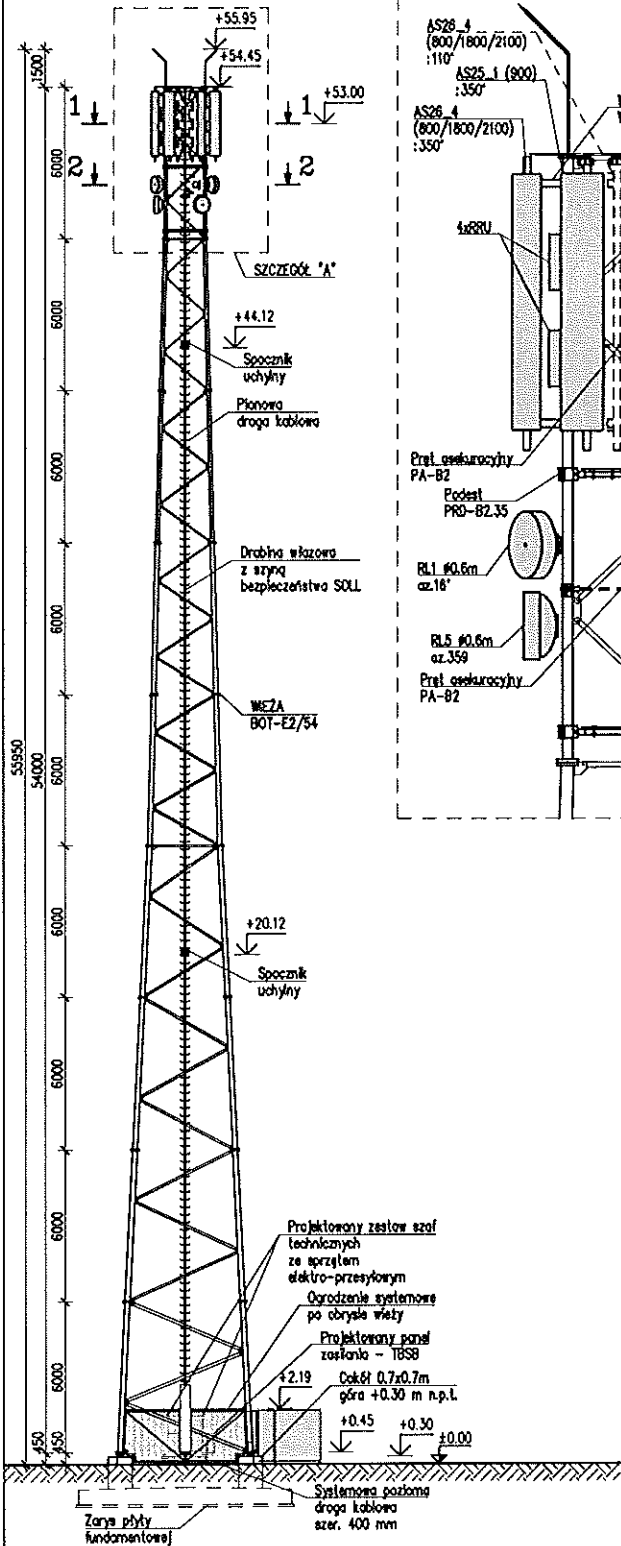 +55.95
+54.45
1 1
+53.00
2 2
SZCZEGÓŁ "A"
+44.12
Spocznik
uchylny
Pionowa
droga kablowa
Drabina włazowa
z szyną
bezpieczeństwa SOLL
WIEŻA
BOT-E2/54
+20.12
Spocznik
uchylny
Projektowany zestaw szaf
technicznych
ze sprzętem
elektro-przesyłowym
Ogrodzenie systemowe
po obrysie wieży
Projektowany panel
zasilania - TBSB
Cokół 0.7x0.7m
góra +0.30 m n.p.t.
+2.19
+0.45
+0.30
±0.00
Systemowa pozioma
droga kablowa
szer. 400 mm
Zarys płyty
fundamentowej
1500
6000
6000
6000
6000
6000
6000
6000
6000
6000
450
450
54000
55950
AS28_4
(800/1800/2100)
:110°
AS25_1 (900)
:350°
AS26_4
(800/1800/2100)
:350°
4xRRU
Pręt asekuracyjny
PA-B2
Podest
PRD-B2.35
RL1 ø0.6m
az.16°
RL5 ø0.6m
az.359
Pręt asekuracyjny
PA-B2